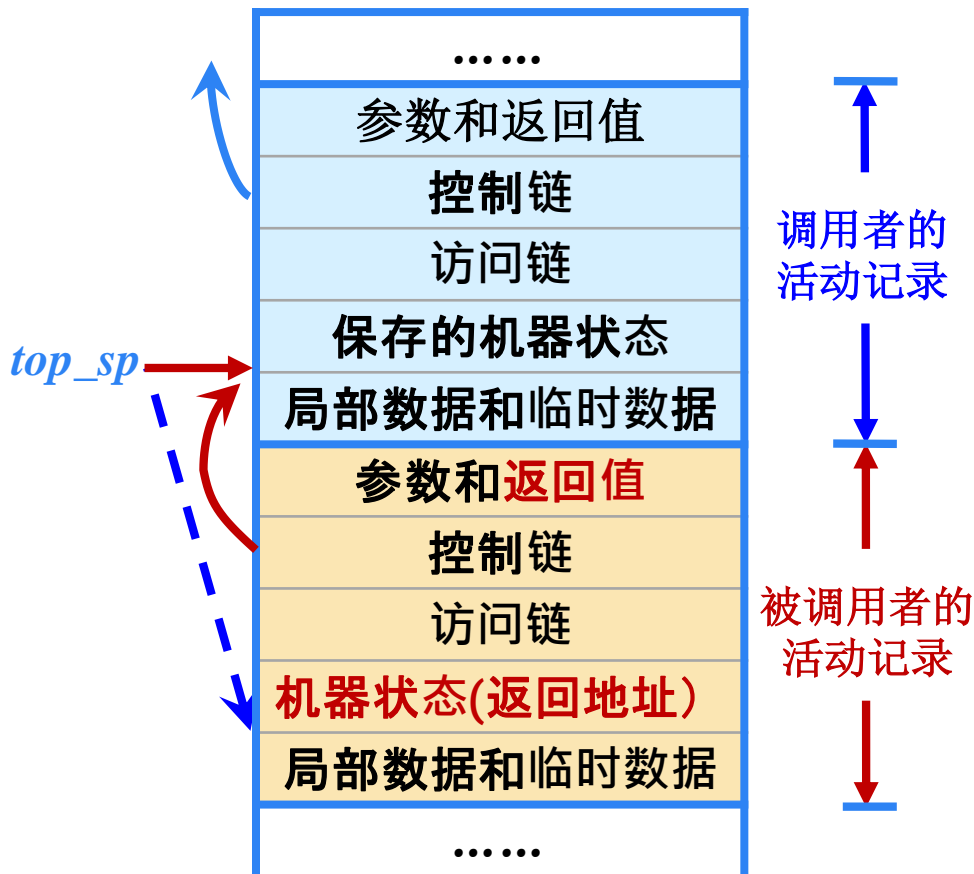 ……
参数和返回值
控制链
访问链
保存的机器状态
局部数据和临时数据
参数和返回值
控制链
访问链
机器状态(返回地址）
局部数据和临时数据
……
top_sp
调用者的
活动记录
被调用者的
活动记录